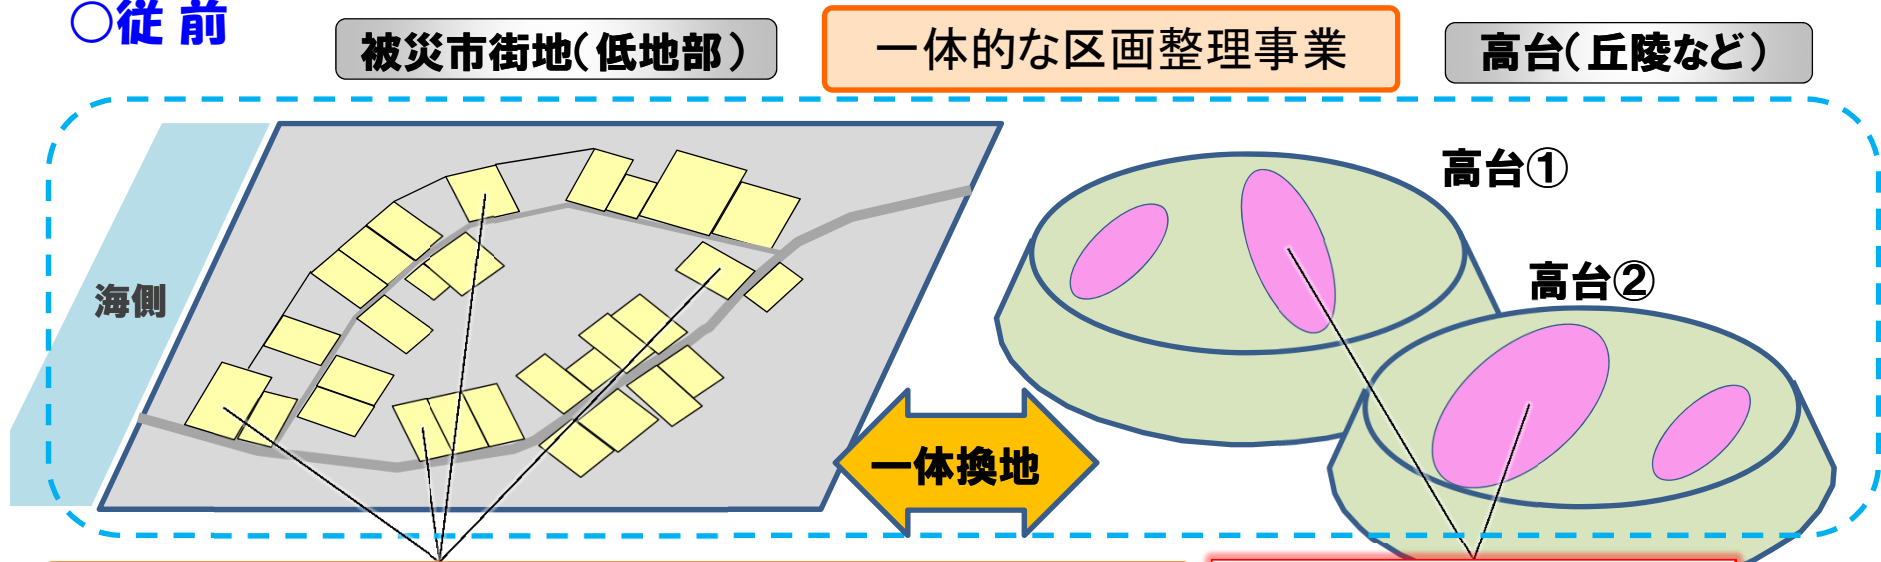 ○従前
被災市街地(低地部)
一体的な区画整理事業
高台(丘陵など)
高台①
高台②
海側
一体換地